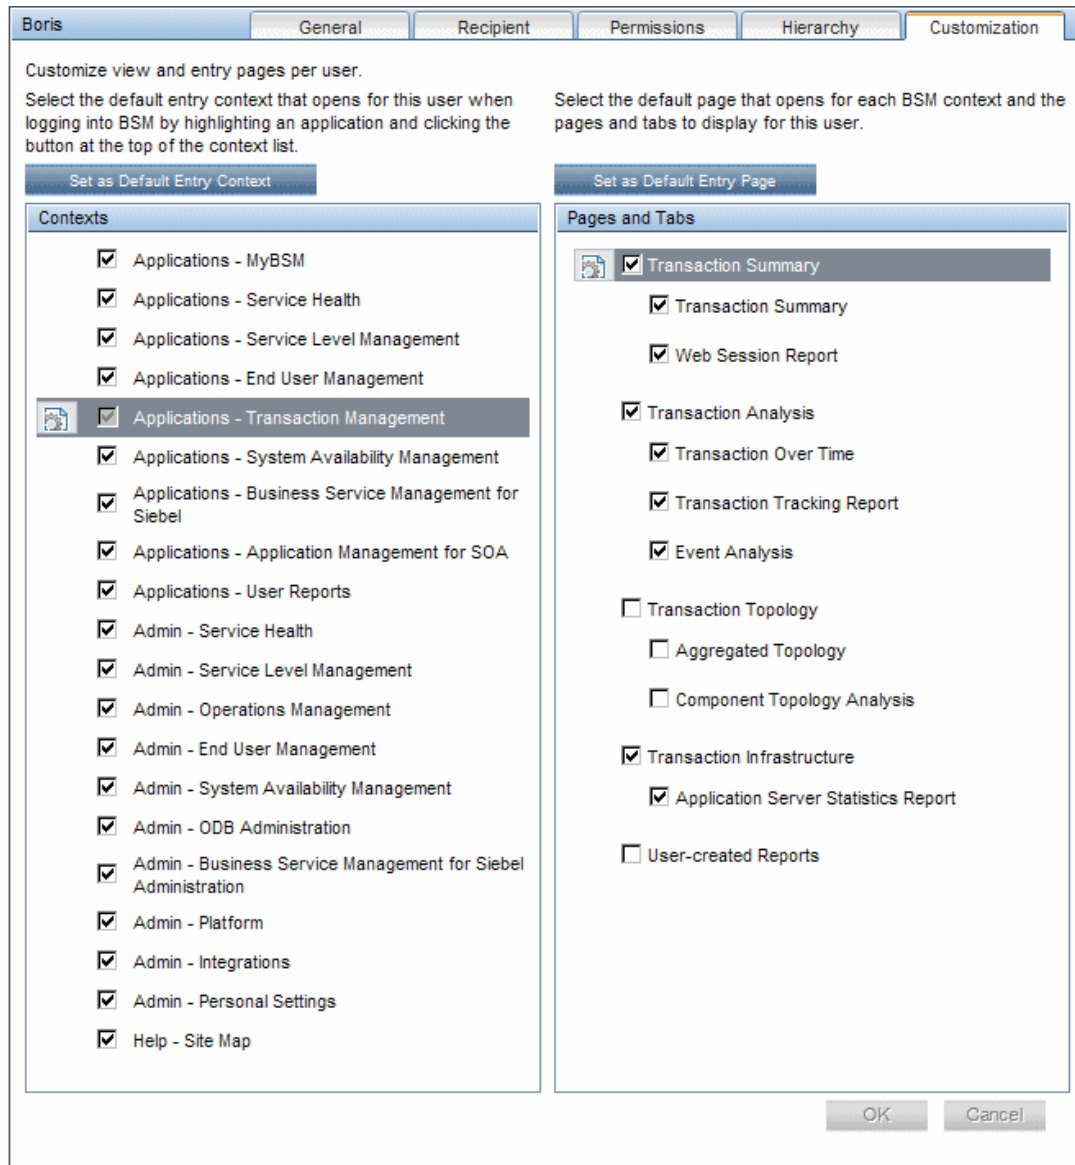 Boris
General
Recipient
Permissions
Hierarchy
Customization
Customize view and entry pages per user.
Select the default entry context that opens for this user when
logging into BSM by highlighting an application and clicking the
button at the top of the context list.
Select the default page that opens for each BSM context and the
pages and tabs to display for this user.
Set as Default Entry Context
Set as Default Entry Page
Contexts
Applications - MyBSM
Applications - Service Health
Applications - Service Level Management
Applications - End User Management
Applications - Transaction Management
Applications - System Availability Management
Applications - Business Service Management for
Siebel
Applications - Application Management for SOA
Applications - User Reports
Admin - Service Health
Admin - Service Level Management
Admin - Operations Management
Admin - End User Management
Admin - System Availability Management
Admin - ODB Administration
Admin - Business Service Management for Siebel
Administration
Admin - Platform
Admin - Integrations
Admin - Personal Settings
Help - Site Map
Pages and Tabs
Transaction Summary
Transaction Summary
Web Session Report
Transaction Analysis
Transaction Over Time
Transaction Tracking Report
Event Analysis
Transaction Topology
Aggregated Topology
Component Topology Analysis
Transaction Infrastructure
Application Server Statistics Report
User-created Reports
OK
Cancel